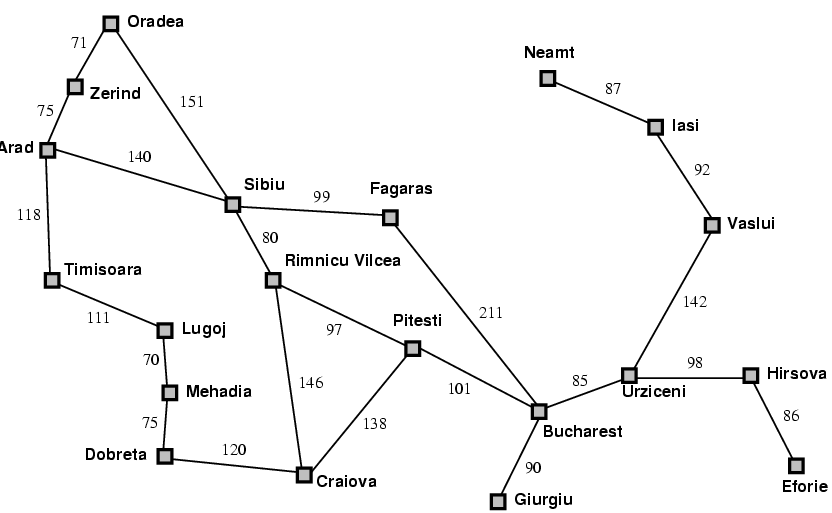 Oradea
71
Neamt
87
Zerind
151
75
Iasi
Arad
140
92
Sibiu
Fagaras
99
118
Vaslui
80
Timisoara
Rimnicu Vilcea
211
142
111
Lugoj
97
Pitesti
70
98
Hirsova
85
146
101
Mehadia
Urziceni
86
75
138
Bucharest
Dobreta
120
90
Craiova
Eforie
Giurgiu